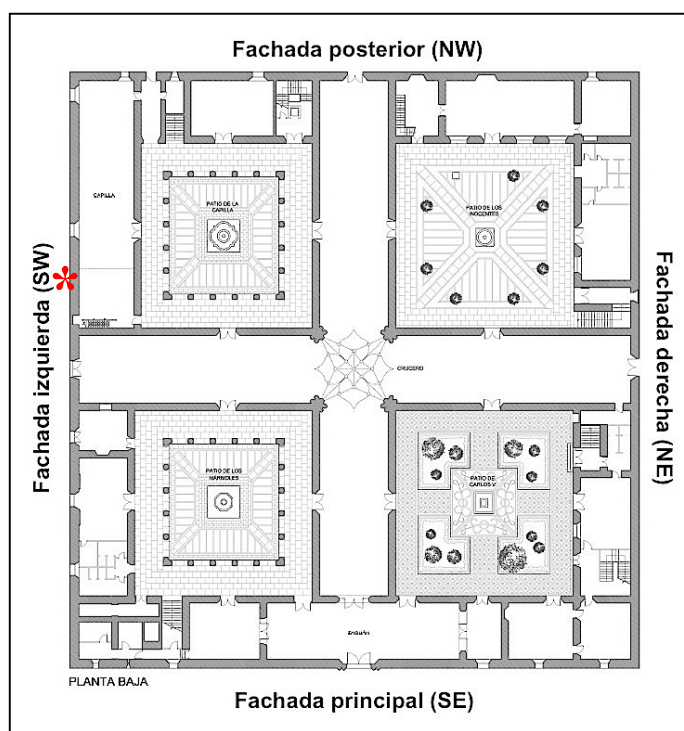 Fachada posterior (NW)
CAPILLA
PATIO DE LA
CAPILLA
PATIO DE LOS
INOCENTES
Fachada izquierda (SW)
Fachada derecha (NE)
CRUCERO
PATIO DE LOS
MÁRMOLES
PATIO DE
CARLOS V
ZAGUÁN
PLANTA BAJA
Fachada principal (SE)